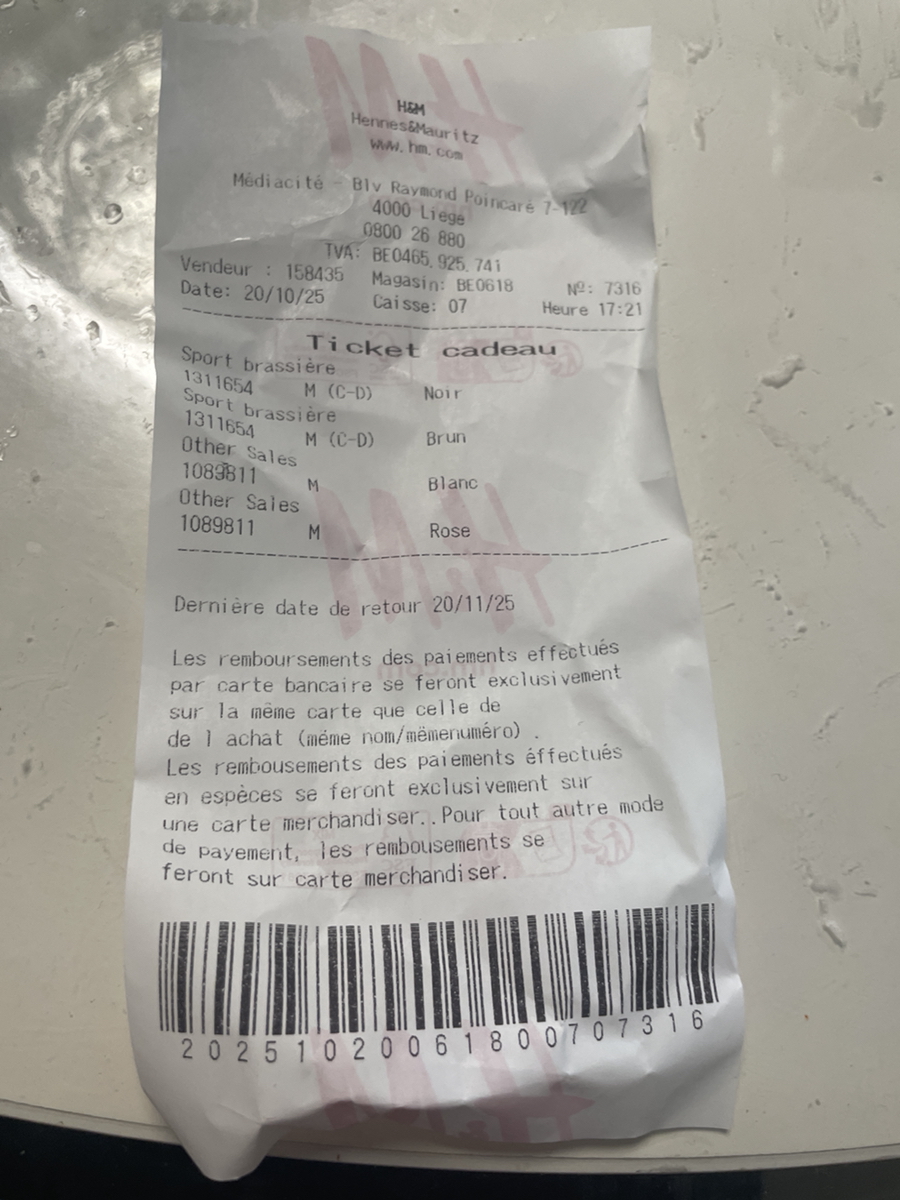 H&M
Hennes&Mauritz
www.hm.com
Médiacité - Blv Raymond Poincaré 7-122
4000 Liege
0800 26 880
TVA: BE0465.925.741
Vendeur : 158435 Magasin: BE0618 Nº: 7316
Date: 20/10/25 Caisse: 07 Heure 17:21
Ticket cadeau
Sport brassière
1311654 M (C-D) Noir
Sport brassière
1311654 M (C-D) Brun
Other Sales
1089811 M Blanc
Other Sales
1089811 M Rose
Dernière date de retour 20/11/25
Les remboursements des paiements effectués
par carte bancaire se feront exclusivement
sur la même carte que celle de
de l achat (méme nom/mëmenuméro) .
Les rembousements des paiements éffectués
en espèces se feront exclusivement sur
une carte merchandiser..Pour tout autre mode
de payement, les rembousements se
feront sur carte merchandiser.
20251020061800707316